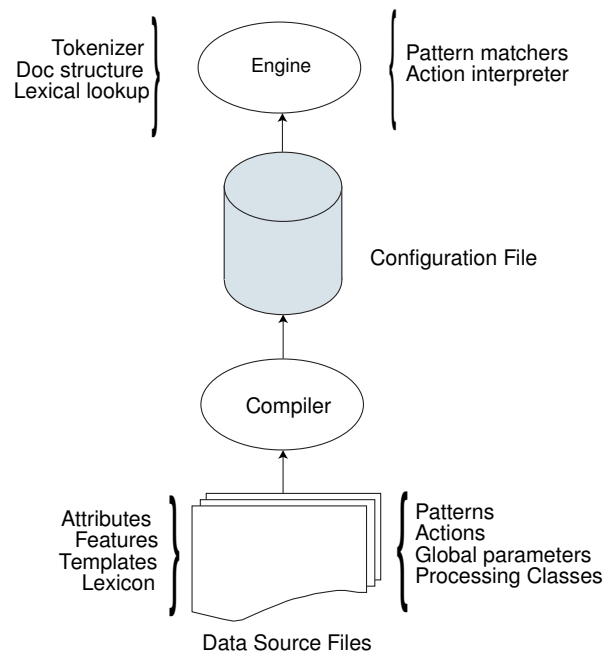 Tokenizer
Doc structure
Lexical lookup
Engine
Pattern matchers
Action interpreter
Configuration File
Compiler
Attributes
Features
Templates
Lexicon
Patterns
Actions
Global parameters
Processing Classes
Data Source Files